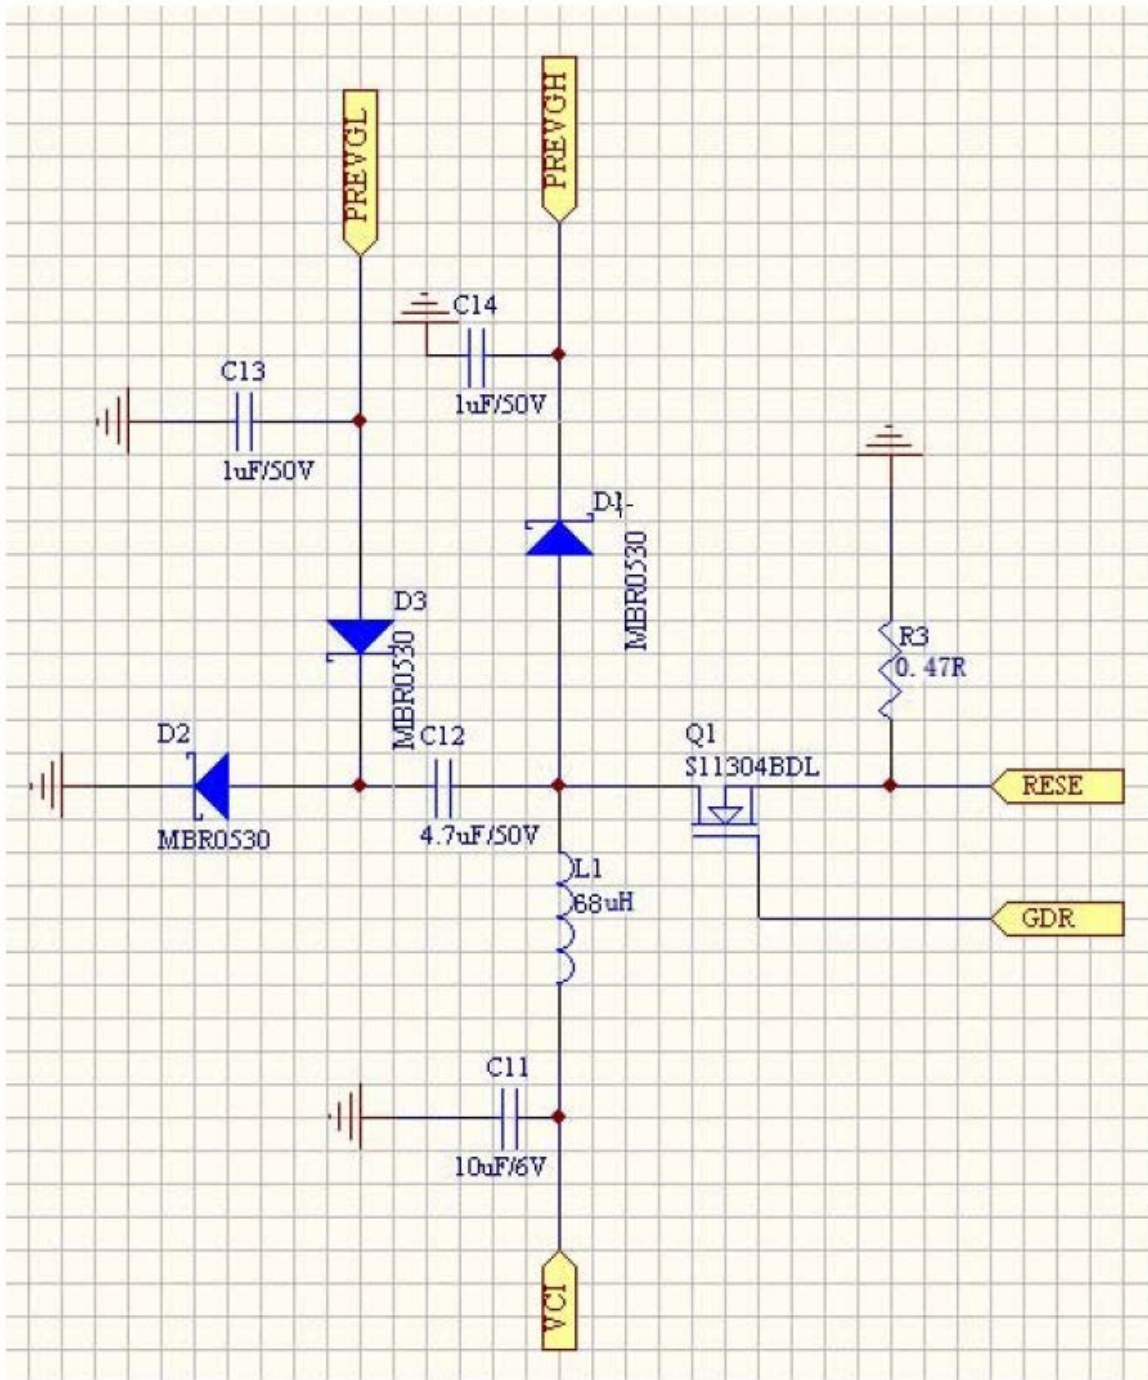 PREVGL
PREVGH
C14
1uF/50V
C13
1uF/50V
D1
MBR0530
D3
MBR0530
R3
0.47R
D2
MBR0530
C12
4.7uF/50V
Q1
S11304BDL
RESE
GDR
L1
68uH
C11
10uF/6V
VCI